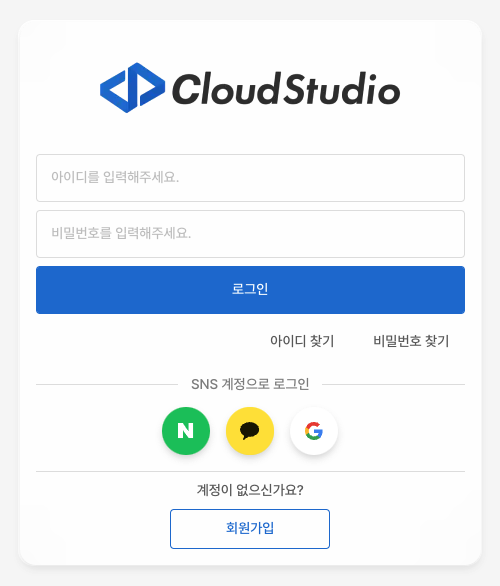 CloudStudio
아이디를 입력해주세요.
비밀번호를 입력해주세요.
로그인
아이디 찾기 비밀번호 찾기
SNS 계정으로 로그인
N G
계정이 없으신가요?
회원가입